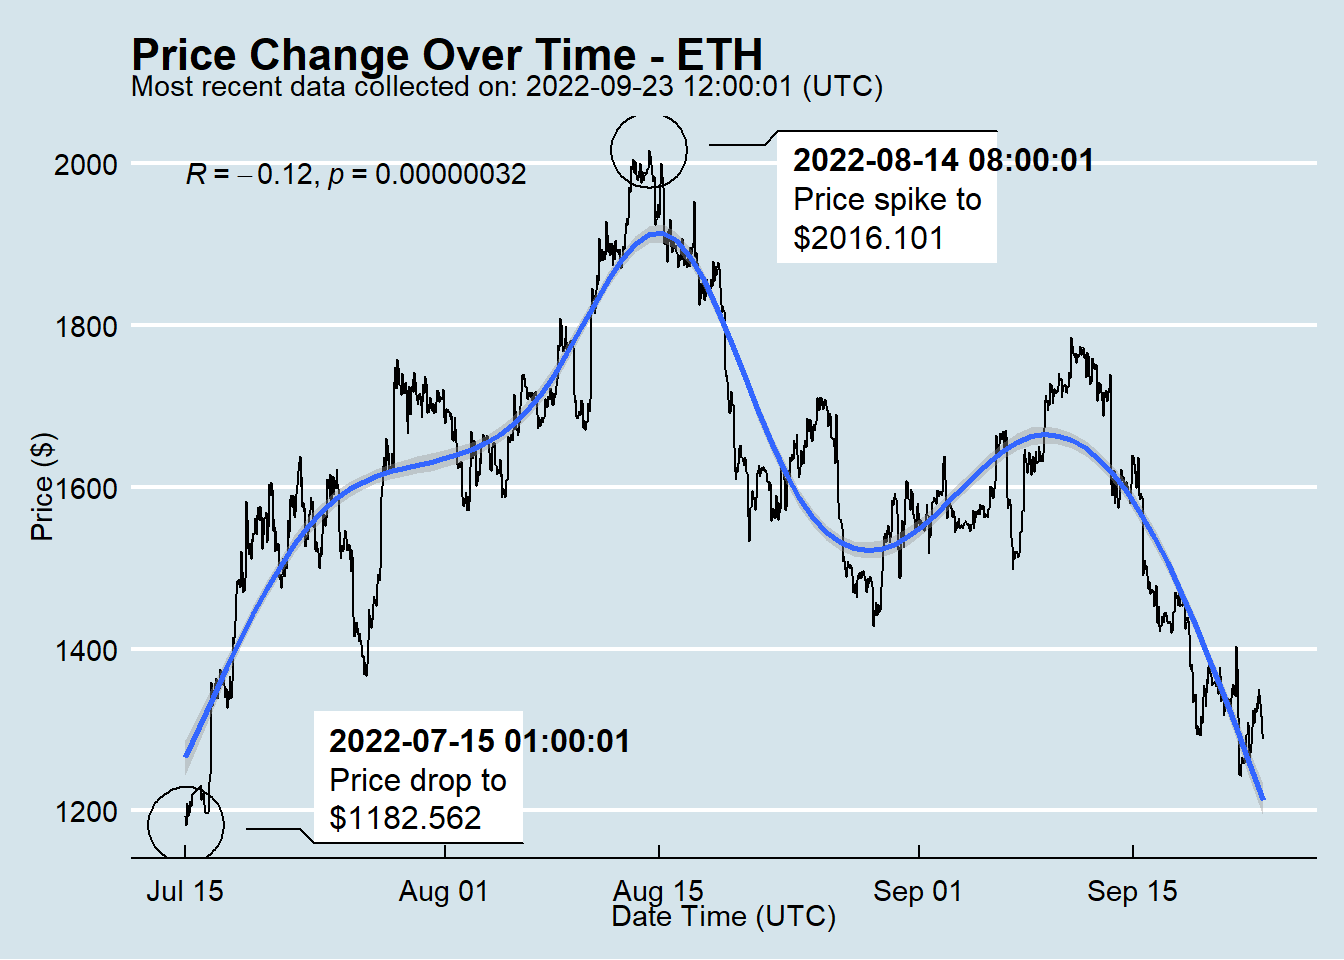 Price Change Over Time - ETH
Most recent data collected on: 2022-09-23 12:00:01 (UTC)
R = −0.12, p = 0.00000032
2022-08-14 08:00:01
Price spike to
$2016.101
2022-07-15 01:00:01
Price drop to
$1182.562
Price ($)
2000
1800
1600
1400
1200
Jul 15
Aug 01
Aug 15
Sep 01
Sep 15
Date Time (UTC)